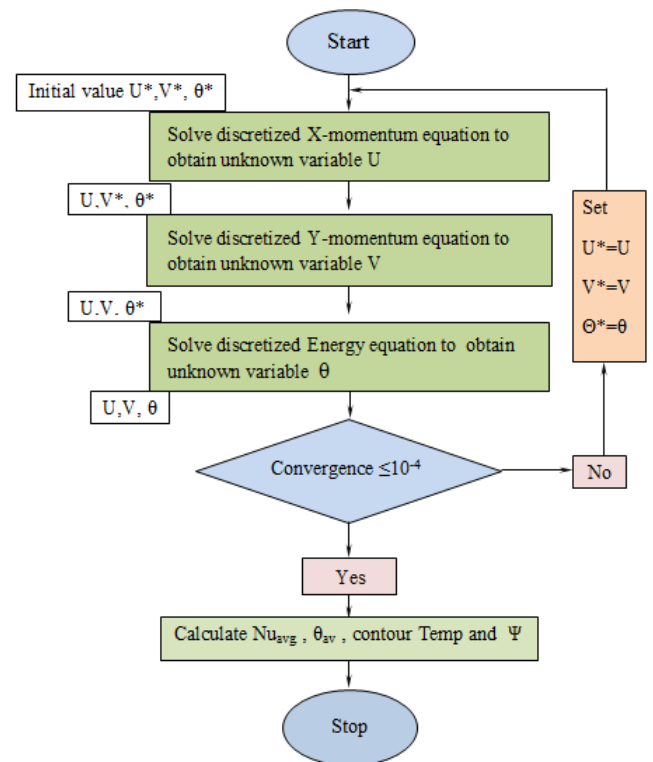 Start
Initial value U*,V*, θ*
Solve discretized X-momentum equation to
obtain unknown variable U
U,V*, θ*
Solve discretized Y-momentum equation to
obtain unknown variable V
U,V, θ*
Solve discretized Energy equation to obtain
unknown variable θ
U,V, θ
Convergence ≤10⁻⁴
No
Set
U*=U
V*=V
Θ*=θ
Yes
Calculate Nuavg , θav , contour Temp and Ψ
Stop